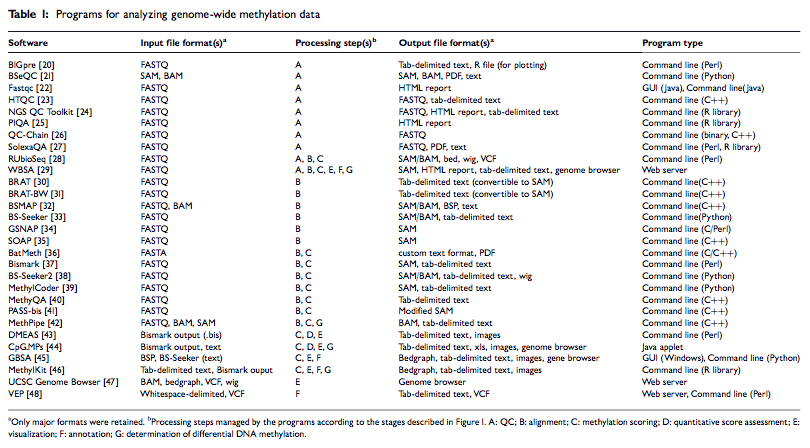 Table I: Programs for analyzing genome-wide methylation data
Software Input file format(s)a Processing step(s)b Output file format(s)a Program type
BIGpre [20] FASTQ A Tab-delimited text, R file (for plotting) Command line (Perl)
BSeQC [21] SAM, BAM A SAM, BAM, PDF, text Command line (Python)
Fastqc [22] FASTQ A HTML report GUI (Java), Command line(Java)
HTQC [23] FASTQ A FASTQ, tab-delimited text Command line (C++)
NGS QC Toolkit [24] FASTQ A FASTQ, HTML report, tab-delimited text Command line (R library)
PIQA [25] FASTQ A HTML report Command line (R library)
QC-Chain [26] FASTQ A FASTQ Command line (binary, C++)
SolexaQA [27] FASTQ A FASTQ, PDF, text Command line (Perl, R library)
RUbioSeq [28] FASTQ A, B, C SAM/BAM, bed, wig, VCF Command line (Perl)
WBSA [29] FASTQ A, B, C, E, F, G SAM, HTML report, tab-delimited text, genome browser Web server
BRAT [30] FASTQ B Tab-delimited text (convertible to SAM) Command line(C++)
BRAT-BW [31] FASTQ B Tab-delimited text (convertible to SAM) Command line(C++)
BSMAP [32] FASTQ, BAM B SAM/BAM, BSP, text Command line(C++)
BS-Seeker [33] FASTQ B SAM/BAM, tab-delimited text Command line(Python)
GSNAP [34] FASTQ B SAM Command line (C/Perl)
SOAP [35] FASTQ B SAM Command line (C++)
BatMeth [36] FASTA B, C custom text format, PDF Command line (C/C++)
Bismark [37] FASTQ B, C SAM, tab-delimited text Command line (Perl)
BS-Seeker2 [38] FASTQ B, C SAM/BAM, tab-delimited text, wig Command line (Python)
MethylCoder [39] FASTQ B, C SAM, tab-delimited text Command line (Python)
MethyQA [40] FASTQ B, C Tab-delimited text Command line (C++)
PASS-bis [41] FASTQ B, C Modified SAM Command line (C++)
MethPipe [42] FASTQ, BAM, SAM B, C, G BAM, tab-delimited text Command line (C++)
DMEAS [43] Bismark output (.bis) C, D, E Tab-delimited text, images Command line (Perl)
CpG.MPs [44] Bismark output, text C, D, E, G Tab-delimited text, xls, images, genome browser Java applet
GBSA [45] BSP, BS-Seeker (text) C, E, F Bedgraph, tab-delimited text, images, gene browser GUI (Windows), Command line (Python)
MethylKit [46] Tab-delimited text, Bismark ouput C, E, F, G Bedgraph, tab-delimited text, images Command line (R library)
UCSC Genome Bowser [47] BAM, bedgraph, VCF, wig E Genome browser Web server
VEP [48] Whitespace-delimited, VCF F Tab-delimited text, VCF Web server, Command line (Perl)
aOnly major formats were retained. bProcessing steps managed by the programs according to the stages described in Figure I. A: QC; B: alignment; C: methylation scoring; D: quantitative score assessment; E:
visualization; F: annotation; G: determination of differential DNA methylation.